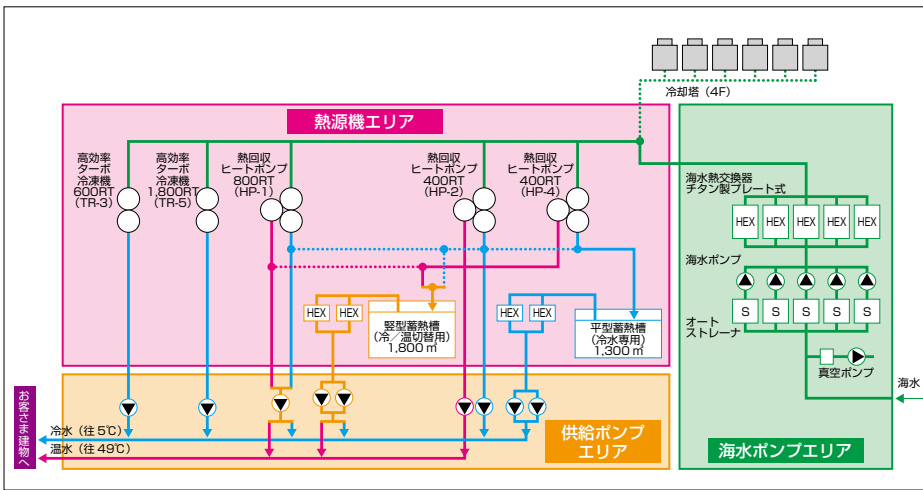 冷却塔（4F）
熱源機エリア
高効率
ターボ
冷凍機
600RT
(TR-3)
高効率
ターボ
冷凍機
1,800RT
(TR-5)
熱回収
ヒートポンプ
800RT
(HP-1)
熱回収
ヒートポンプ
400RT
(HP-2)
熱回収
ヒートポンプ
400RT
(HP-4)
HEX
HEX
竪型蓄熱槽
（冷／温切替用）
1,800㎥
HEX
HEX
平型蓄熱槽
（冷水専用）
1,300㎥
海水熱交換器
チタン製プレート式
HEX
HEX
HEX
HEX
HEX
海水ポンプ
S
S
S
S
S
オート
ストレーナ
真空ポンプ
海水
海水ポンプエリア
お客さま建物へ
冷水（往 5℃）
温水（往 49℃）
供給ポンプ
エリア